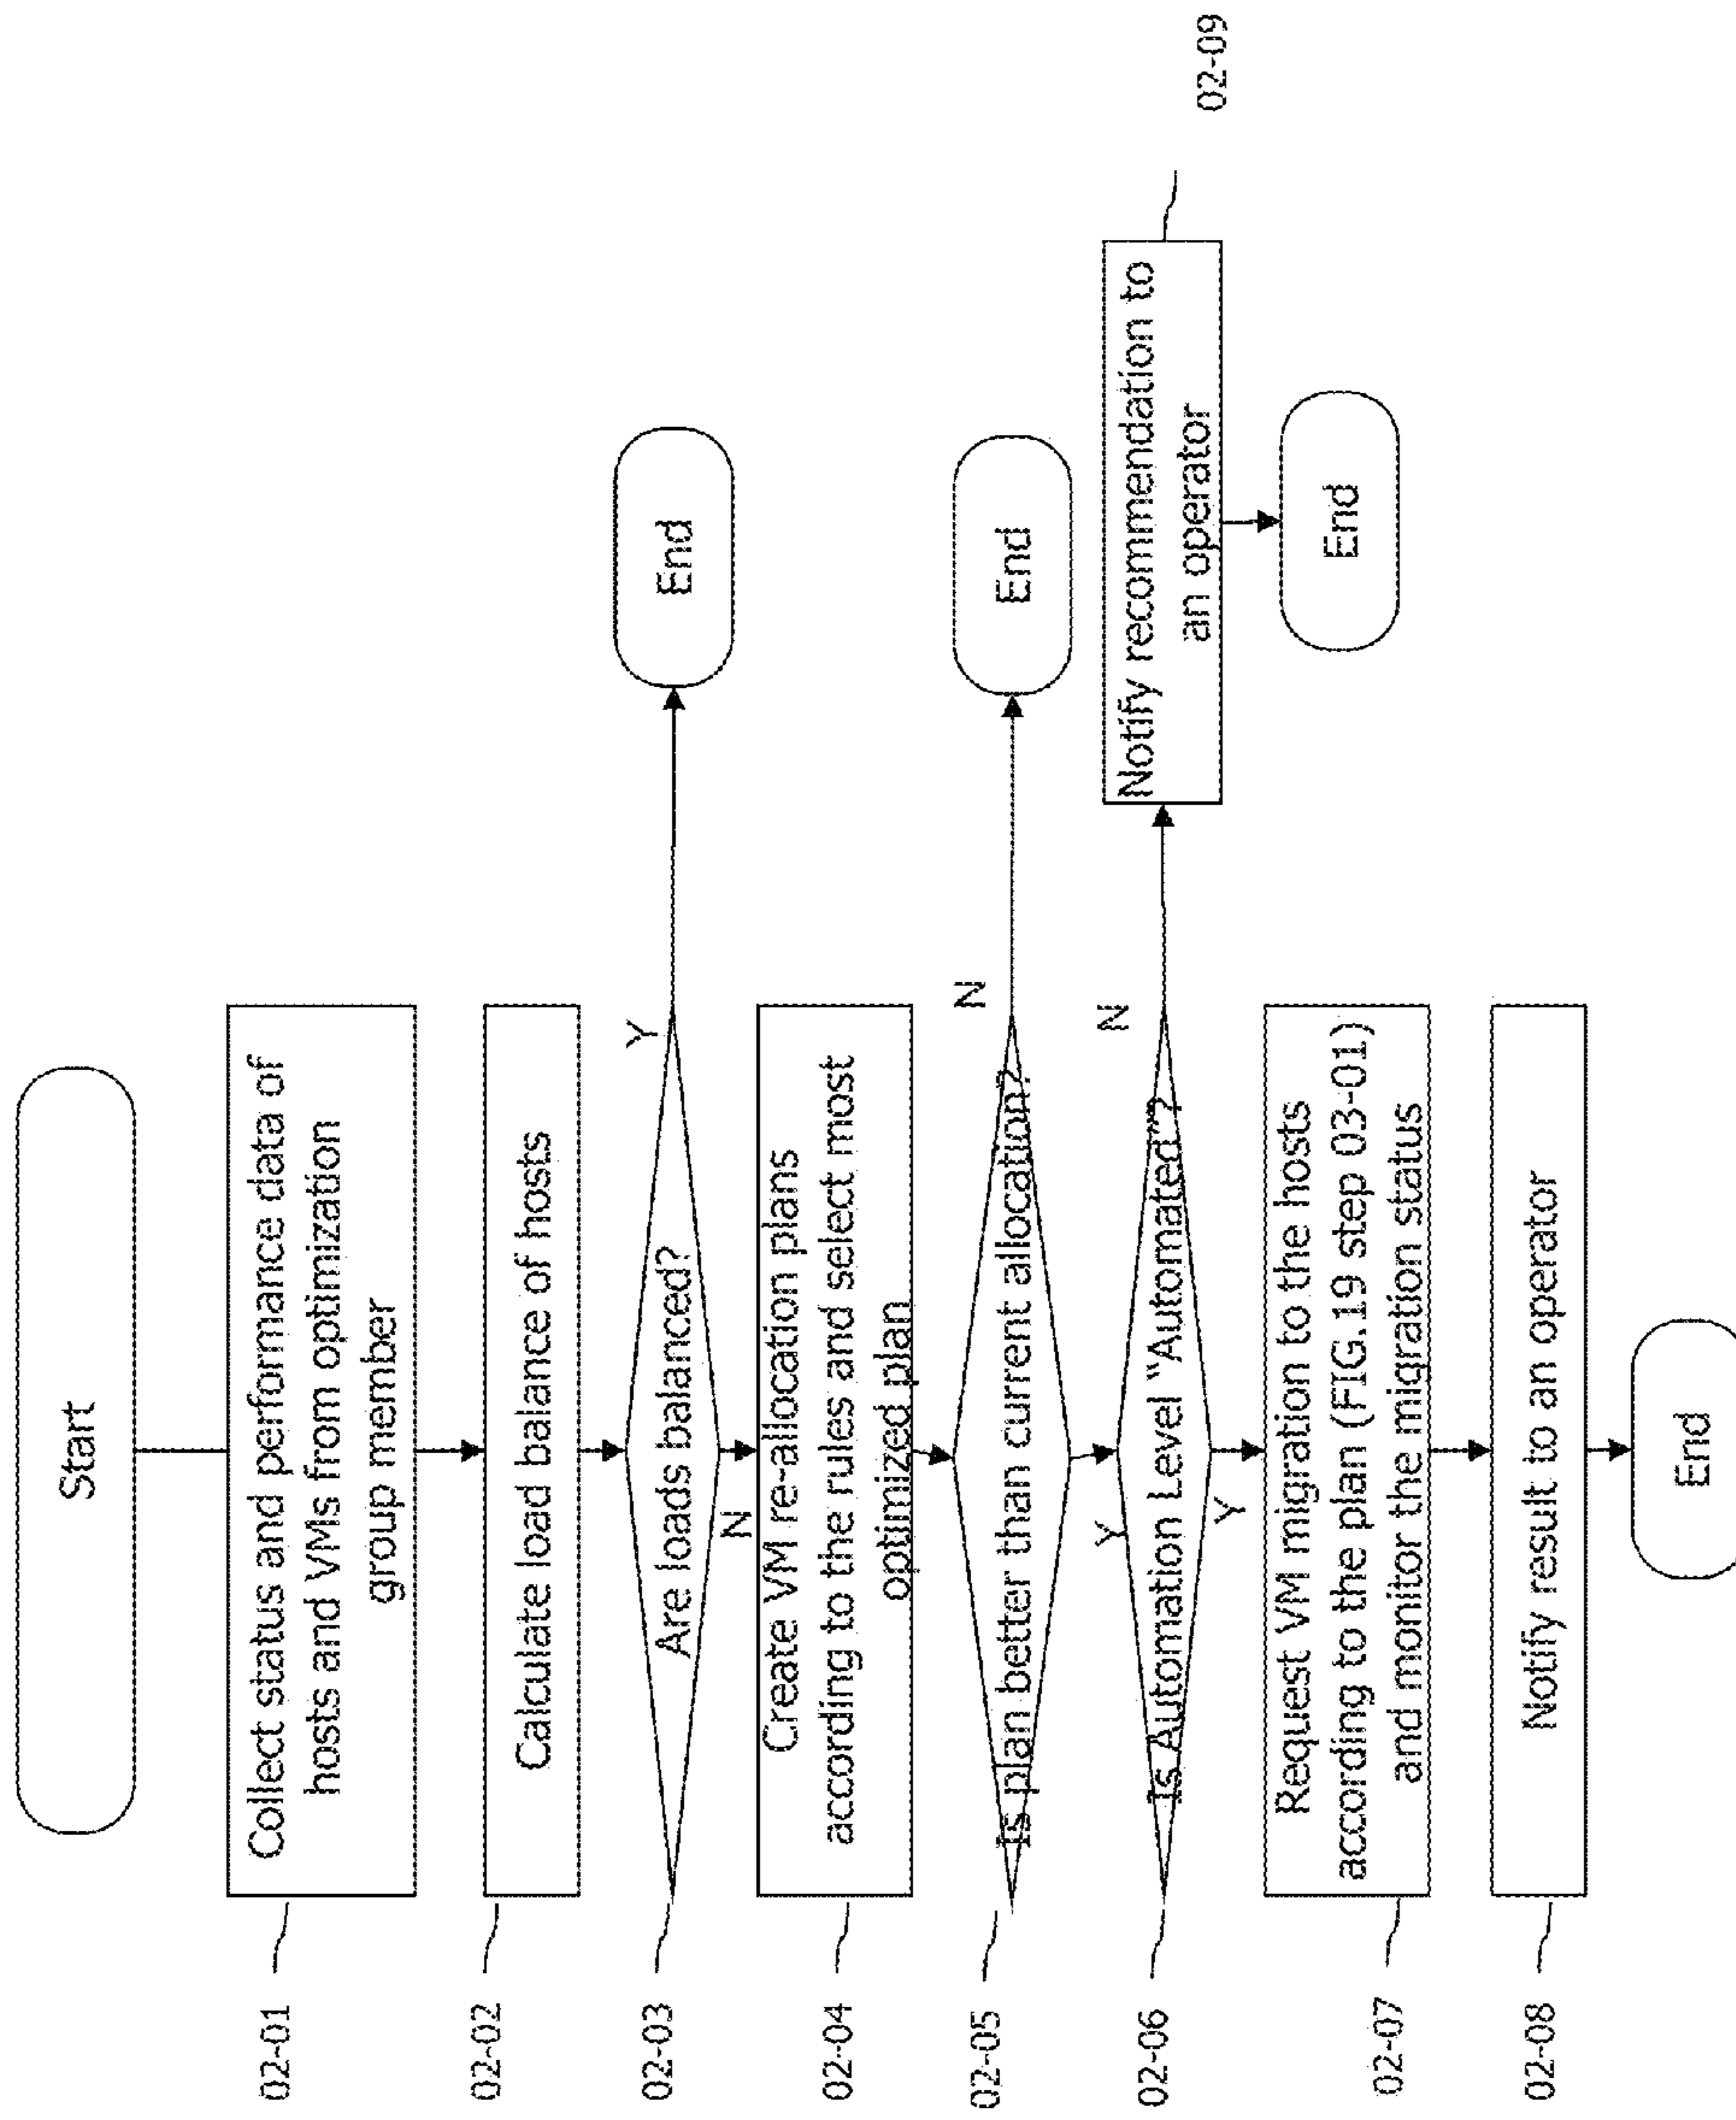 Start
02-01
Collect status and performance data of
hosts and VMs from optimization
group member
02-02
Calculate load balance of hosts
02-03
Are loads balanced?
Y
End
N
02-04
Create VM re-allocation plans
according to the rules and select most
optimized plan
02-05
Is plan better than current allocation?
N
End
Y
02-06
Is Automation Level “Automated”?
N
Notify recommendation to
an operator
02-09
End
Y
02-07
Request VM migration to the hosts
according to the plan (FIG.19 step 03-01)
and monitor the migration status
02-08
Notify result to an operator
End